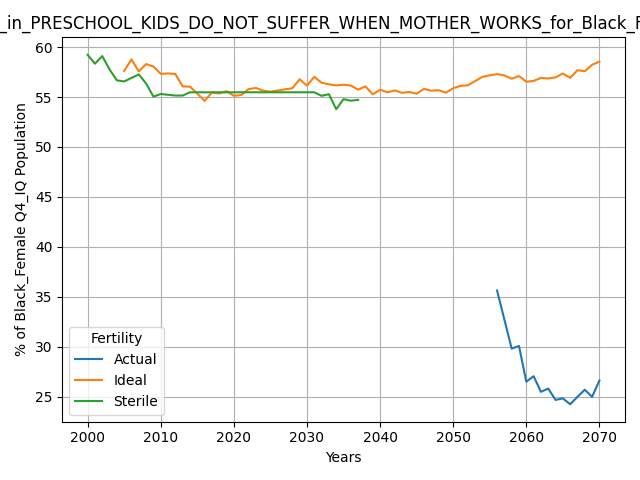 _in_PRESCHOOL_KIDS_DO_NOT_SUFFER_WHEN_MOTHER_WORKS_for_Black_F
60
55
50
45
40
35
30
25
% of Black_Female Q4_IQ Population
Fertility
Actual
Ideal
Sterile
2000 2010 2020 2030 2040 2050 2060 2070
Years